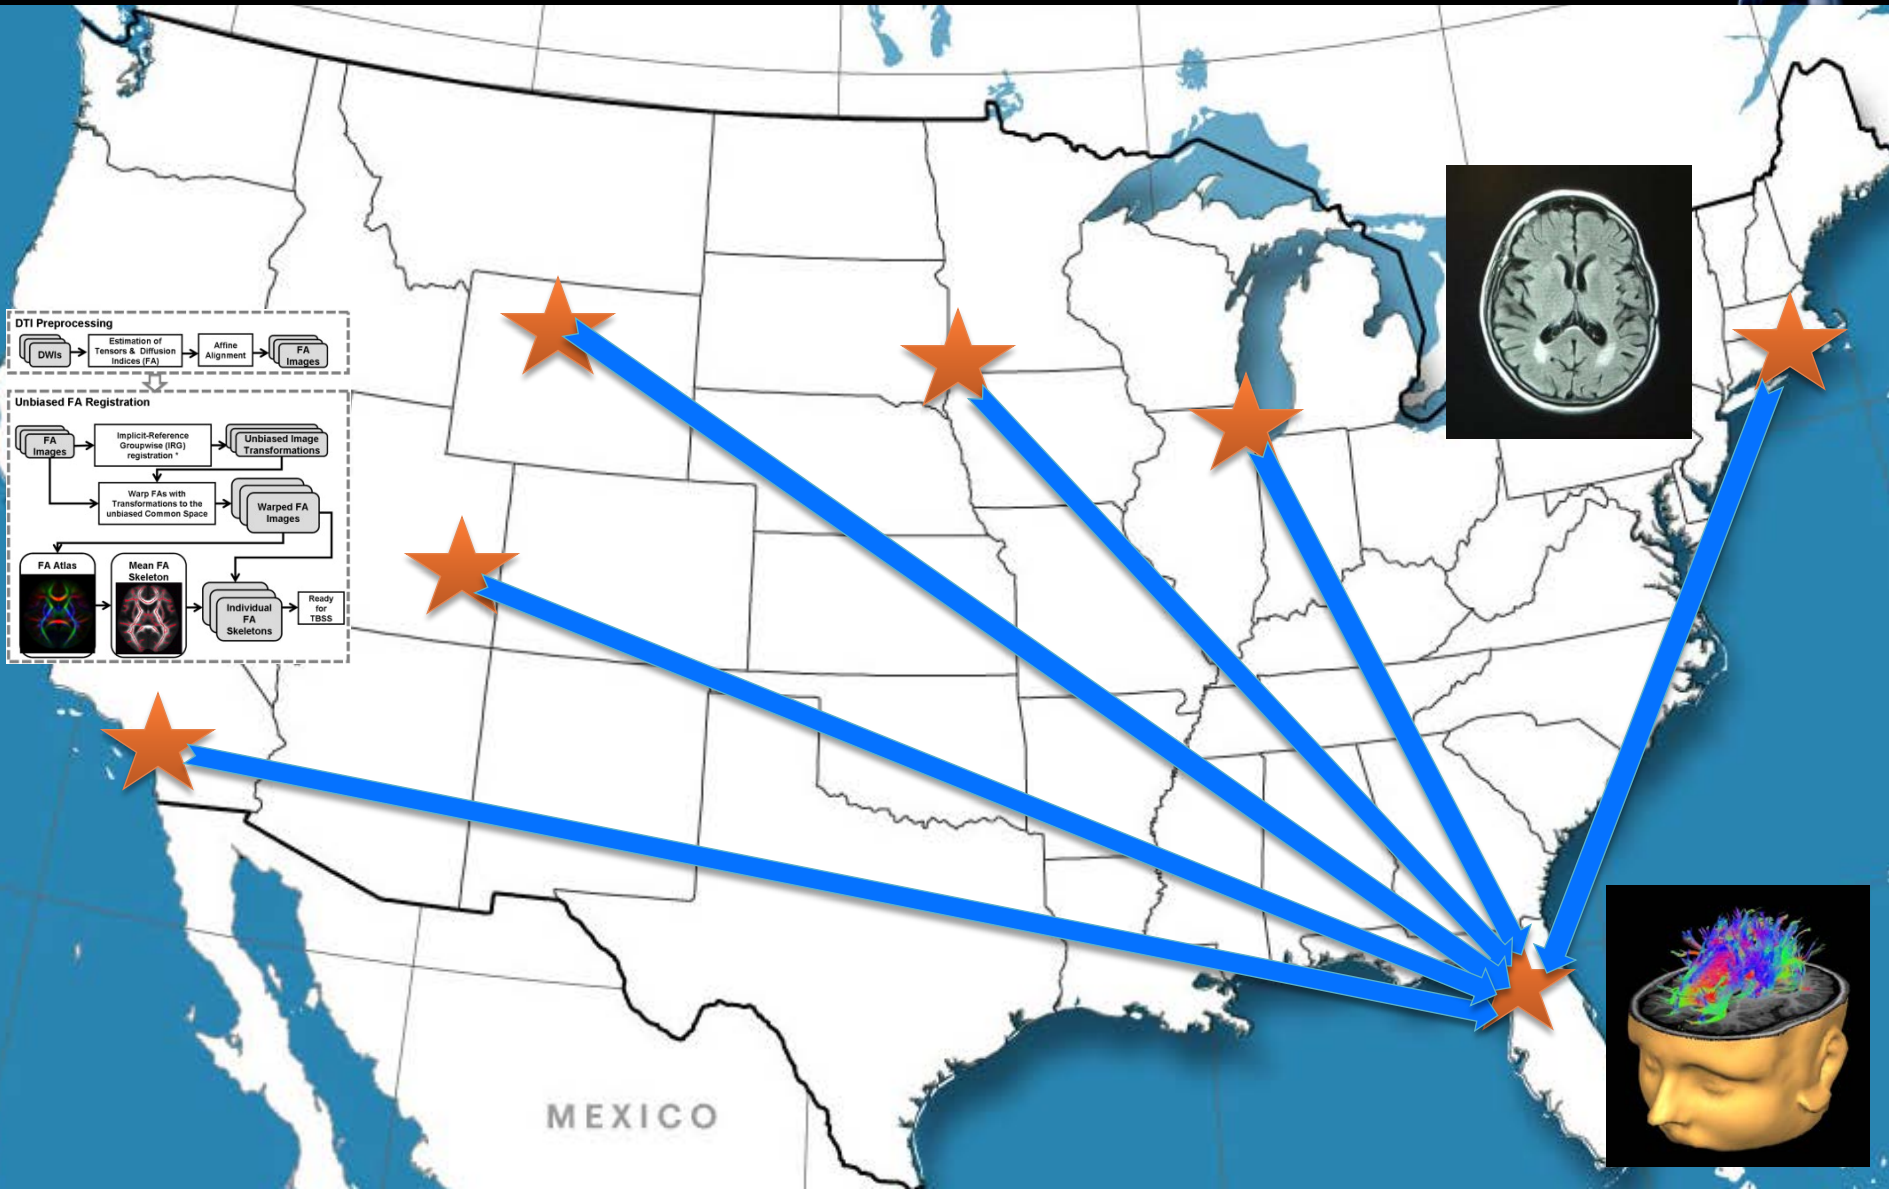 DTI Preprocessing
DWIs
Estimation of
Tensors & Diffusion
Indices (FA)
Affine
Alignment
FA
Images
Unbiased FA Registration
FA
Images
Implicit-Reference
Groupwise (IRG)
registration *
Unbiased Image
Transformations
Warp FAs with
Transformations to the
unbiased Common Space
Warped FA
Images
FA Atlas
Mean FA
Skeleton
Individual
FA
Skeletons
Ready
for
TBSS
MEXICO